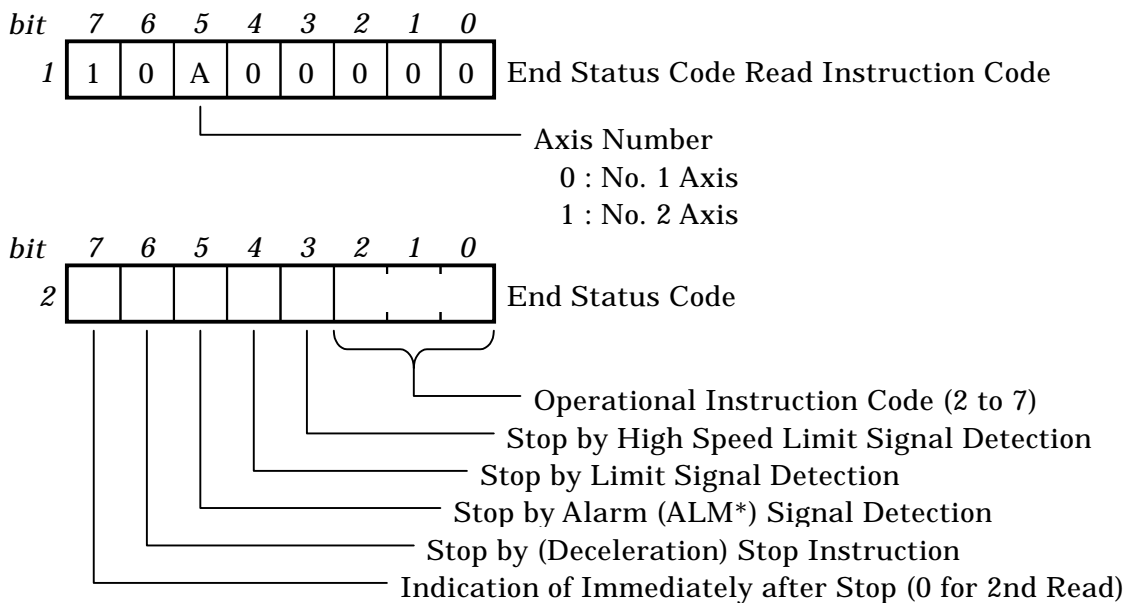 bit 7 6 5 4 3 2 1 0
1 1 0 A 0 0 0 0 0 End Status Code Read Instruction Code
Axis Number
0 : No. 1 Axis
1 : No. 2 Axis
bit 7 6 5 4 3 2 1 0
2 End Status Code
Operational Instruction Code (2 to 7)
Stop by High Speed Limit Signal Detection
Stop by Limit Signal Detection
Stop by Alarm (ALM*) Signal Detection
Stop by (Deceleration) Stop Instruction
Indication of Immediately after Stop (0 for 2nd Read)